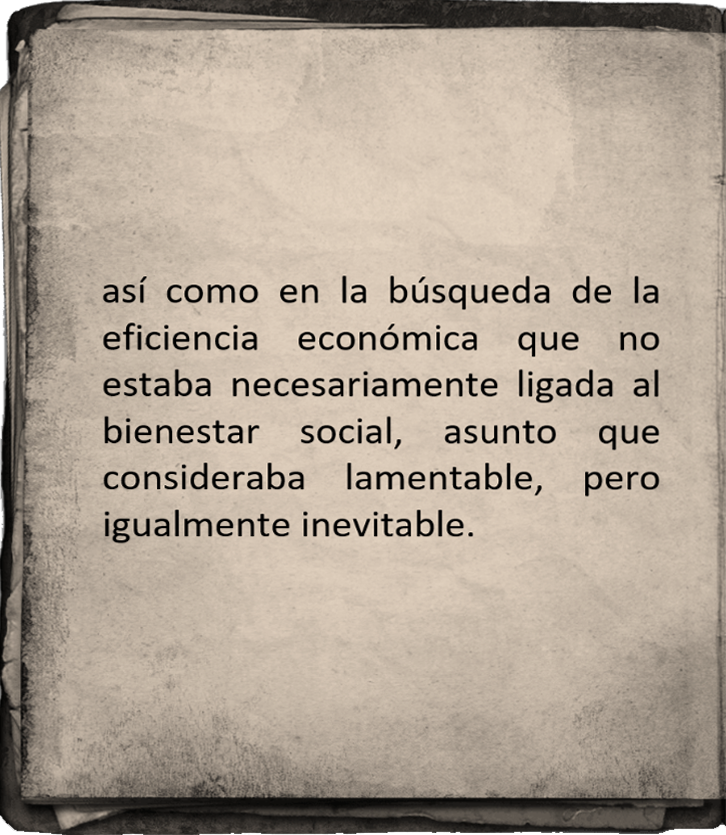 así como en la búsqueda de la
eficiencia económica que no
estaba necesariamente ligada al
bienestar social, asunto que
consideraba lamentable, pero
igualmente inevitable.